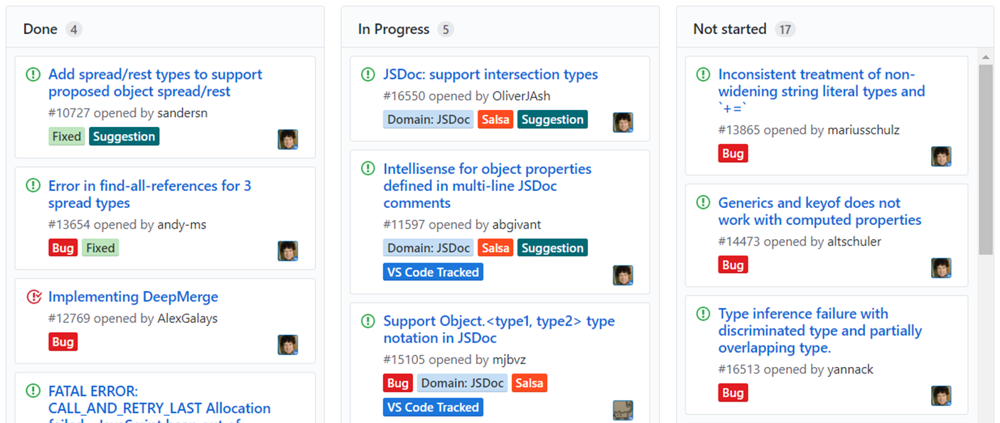 Done 4
Add spread/rest types to support
proposed object spread/rest
#10727 opened by sandersn
Fixed Suggestion
Error in find-all-references for 3
spread types
#13654 opened by andy-ms
Bug Fixed
Implementing DeepMerge
#12769 opened by AlexGalays
Bug
FATAL ERROR:
CALL_AND_RETRY_LAST Allocation
In Progress 5
JSDoc: support intersection types
#16550 opened by OliverJAsh
Domain: JSDoc Salsa Suggestion
Intellisense for object properties
defined in multi-line JSDoc
comments
#11597 opened by abgivant
Domain: JSDoc Salsa Suggestion
VS Code Tracked
Support Object.<type1, type2> type
notation in JSDoc
#15105 opened by mjbvz
Bug Domain: JSDoc Salsa
VS Code Tracked
Not started 17
Inconsistent treatment of non-
widening string literal types and
`+=`
#13865 opened by mariusschulz
Bug
Generics and keyof does not
work with computed properties
#14473 opened by altschuler
Bug
Type inference failure with
discriminated type and partially
overlapping type.
#16513 opened by yannack
Bug